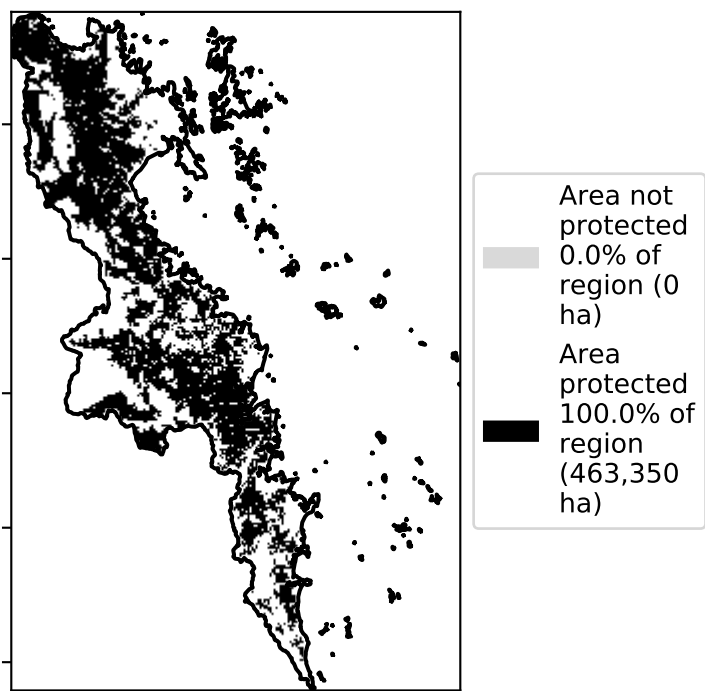 Area not
protected
0.0% of
region (0
ha)
Area
protected
100.0% of
region
(463,350
ha)